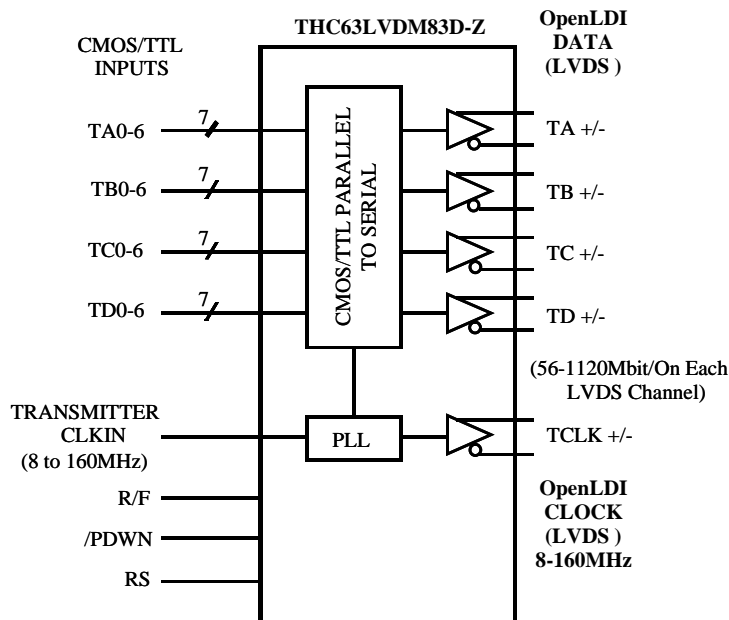 THC63LVDM83D-Z
CMOS/TTL
INPUTS
OpenLDI
DATA
(LVDS )
TA0-6
7
TA +/-
TB0-6
7
TB +/-
TC0-6
7
TC +/-
TD0-6
7
TD +/-
CMOS/TTL PARALLEL
TO SERIAL
(56-1120Mbit/On Each
LVDS Channel)
TRANSMITTER
CLKIN
(8 to 160MHz)
PLL
TCLK +/-
R/F
/PDWN
RS
OpenLDI
CLOCK
(LVDS )
8-160MHz